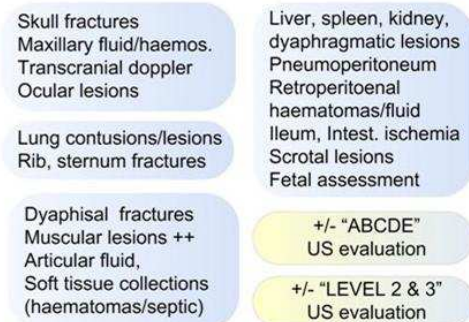 Skull fractures
Maxillary fluid/haemos.
Transcranial doppler
Ocular lesions
Lung contusions/lesions
Rib, sternum fractures
Dyaphisal fractures
Muscular lesions ++
Articular fluid,
Soft tissue collections
(haematomas/septic)
Liver, spleen, kidney,
dyaphragmatic lesions
Pneumoperitoneum
Retroperitoenal
haematomas/fluid
Ileum, Intest. ischemia
Scrotal lesions
Fetal assessment
+/- “ABCDE”
US evaluation
+/- “LEVEL 2 & 3”
US evaluation